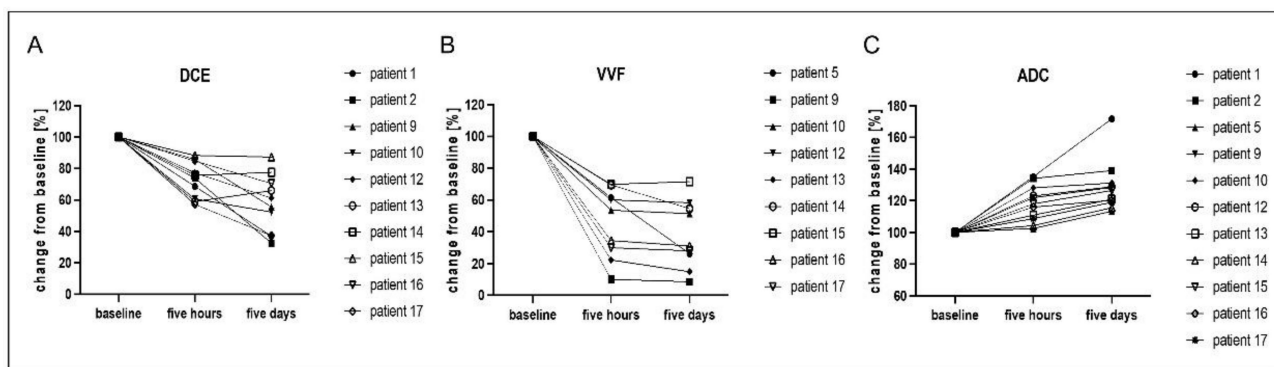 A
DCE
change from baseline [%]
120
100
80
60
40
20
0
baseline five hours five days
patient 1
patient 2
patient 9
patient 10
patient 12
patient 13
patient 14
patient 15
patient 16
patient 17
B
VVF
change from baseline [%]
120
100
80
60
40
20
0
baseline five hours five days
patient 5
patient 9
patient 10
patient 12
patient 13
patient 14
patient 15
patient 16
patient 17
C
ADC
change from baseline [%]
180
160
140
120
100
80
60
baseline five hours five days
patient 1
patient 2
patient 5
patient 9
patient 10
patient 12
patient 13
patient 14
patient 15
patient 16
patient 17